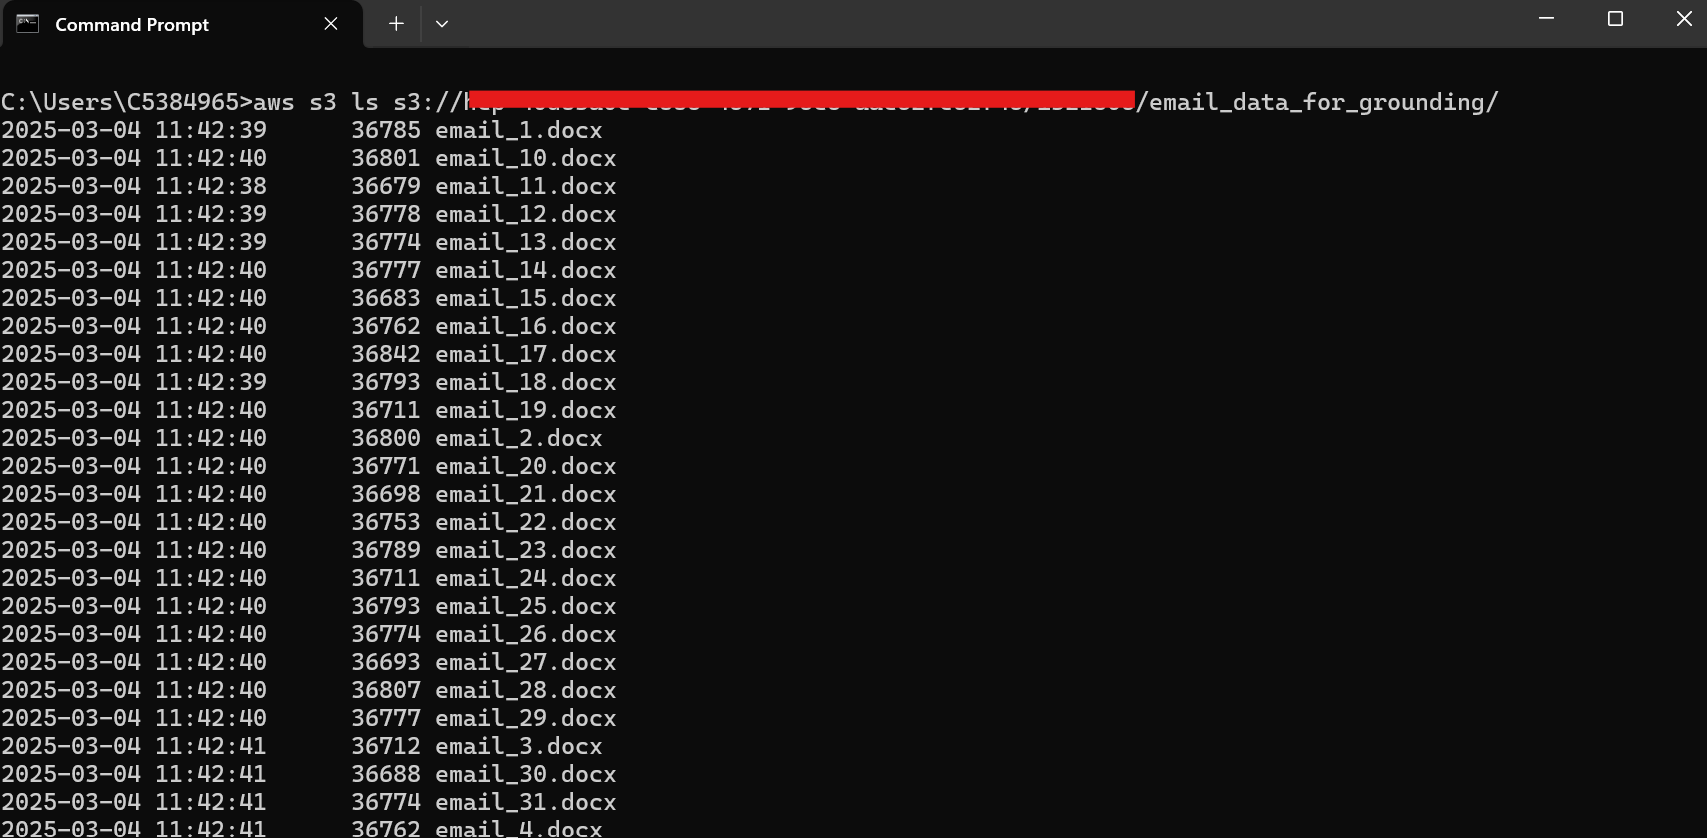 Command Prompt
C:\Users\C5384965>aws s3 ls s3:// /email_data_for_grounding/
2025-03-04 11:42:39 36785 email_1.docx
2025-03-04 11:42:40 36801 email_10.docx
2025-03-04 11:42:38 36679 email_11.docx
2025-03-04 11:42:39 36778 email_12.docx
2025-03-04 11:42:39 36774 email_13.docx
2025-03-04 11:42:40 36777 email_14.docx
2025-03-04 11:42:40 36683 email_15.docx
2025-03-04 11:42:40 36762 email_16.docx
2025-03-04 11:42:40 36842 email_17.docx
2025-03-04 11:42:39 36793 email_18.docx
2025-03-04 11:42:40 36711 email_19.docx
2025-03-04 11:42:40 36800 email_2.docx
2025-03-04 11:42:40 36771 email_20.docx
2025-03-04 11:42:40 36698 email_21.docx
2025-03-04 11:42:40 36753 email_22.docx
2025-03-04 11:42:40 36789 email_23.docx
2025-03-04 11:42:40 36711 email_24.docx
2025-03-04 11:42:40 36793 email_25.docx
2025-03-04 11:42:40 36774 email_26.docx
2025-03-04 11:42:40 36693 email_27.docx
2025-03-04 11:42:40 36807 email_28.docx
2025-03-04 11:42:40 36777 email_29.docx
2025-03-04 11:42:41 36712 email_3.docx
2025-03-04 11:42:41 36688 email_30.docx
2025-03-04 11:42:41 36774 email_31.docx
2025-03-04 11:42:41 36762 email_4.docx